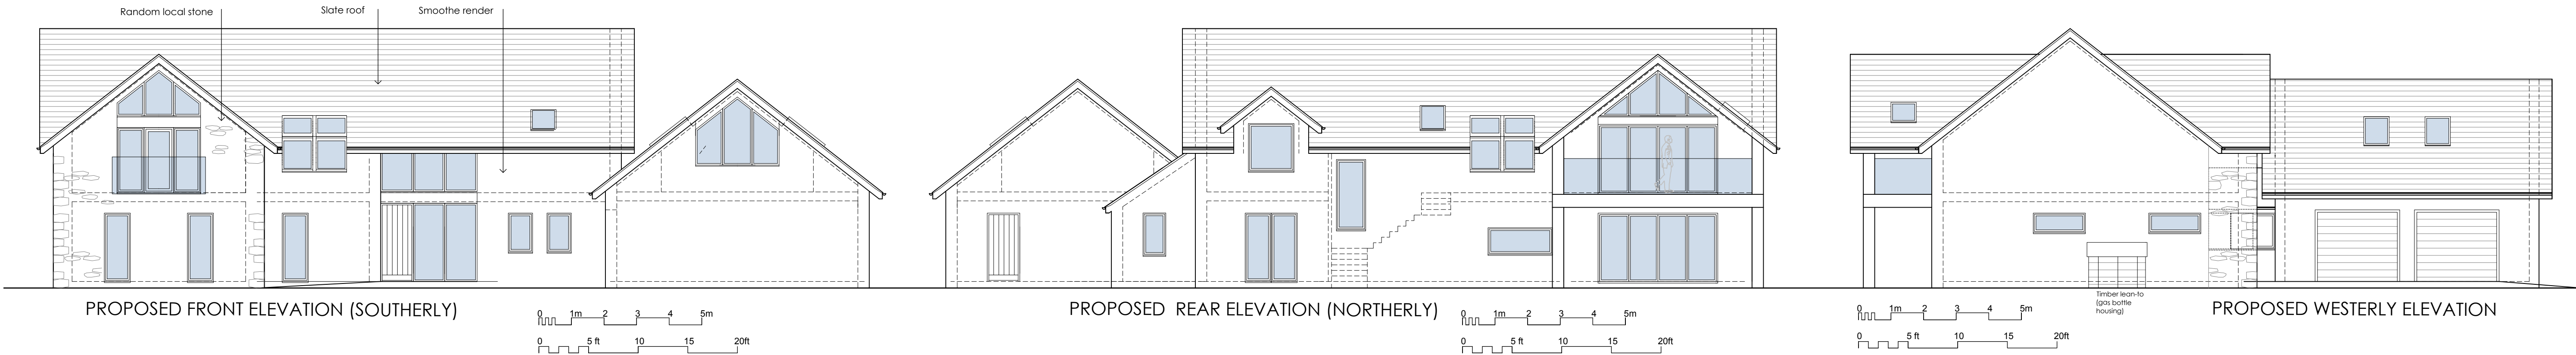 Random local stone
Slate roof
Smoothe render
PROPOSED FRONT ELEVATION (SOUTHERLY)
0 1m 2 3 4 5m
0 5 ft 10 15 20ft
PROPOSED REAR ELEVATION (NORTHERLY)
0 1m 2 3 4 5m
0 5 ft 10 15 20ft
Timber lean-to
(gas bottle
housing)
0 1m 2 3 4 5m
0 5 ft 10 15 20ft
PROPOSED WESTERLY ELEVATION